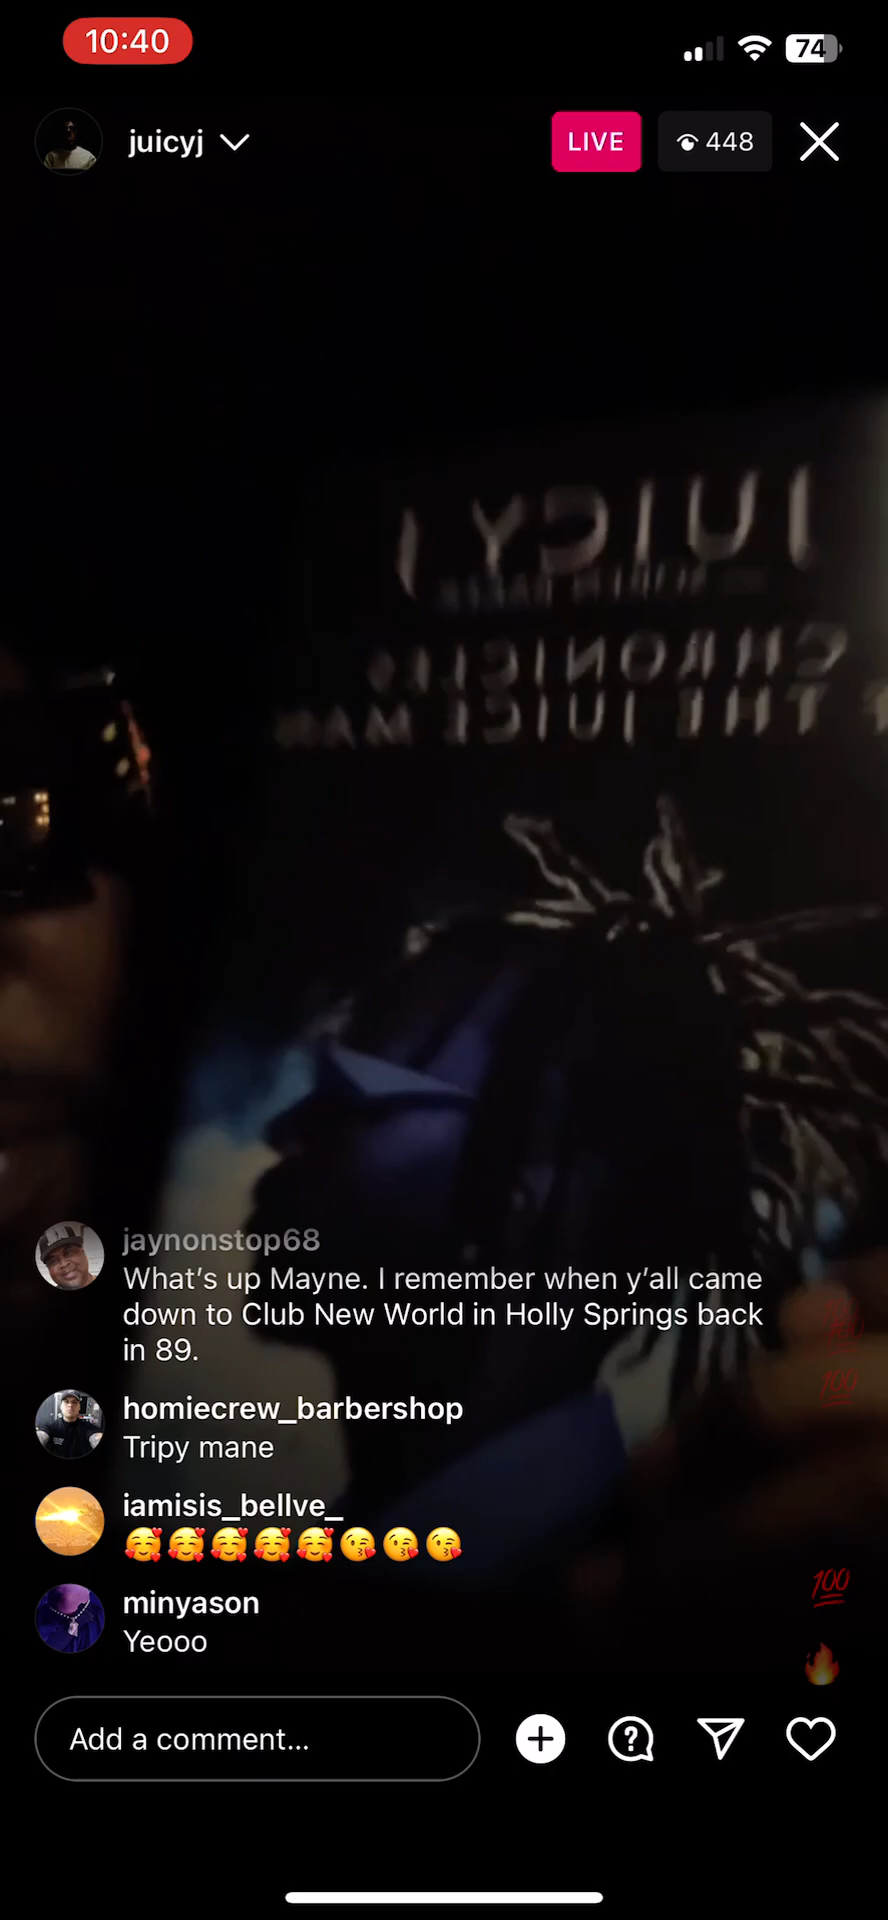 10:40
74
juicyj
LIVE
448
JUICY J
CHRONICLES
THE JUICE MAN
jaynonstop68
What's up Mayne. I remember when y'all came
down to Club New World in Holly Springs back
in 89.
homiecrew_barbershop
Tripy mane
iamisis_bellve_
🥰🥰🥰🥰🥰😘😘😘
minyason
Yeooo
100
100
Add a comment...